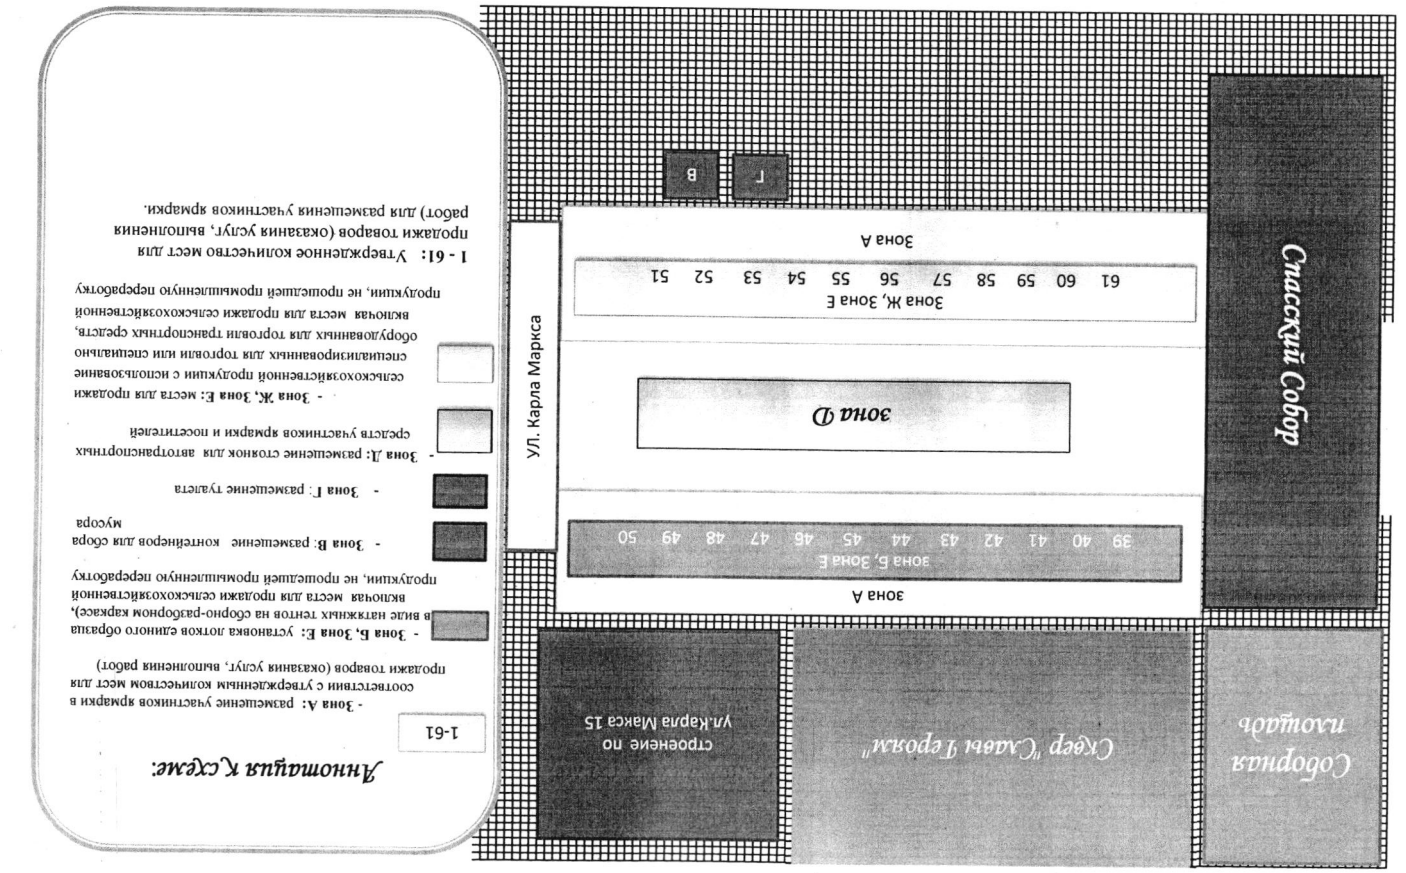 Аннотация к схеме:
1-61
- Зона А: размещение участников ярмарки в
соответствии с утвержденным количеством мест для
продажи товаров (оказания услуг, выполнения работ)
- Зона Б, Зона Е: установка лотков единого образца
в виде натяжных тентов на сборно-разборном каркасе),
включая места для продажи сельскохозяйственной
продукции, не прошедшей промышленную переработку
- Зона В: размещение контейнеров для сбора
мусора
- Зона Г: размещение туалета
- Зона Д: размещение стоянок для автотранспортных
средств участников ярмарки и посетителей
- Зона Ж, Зона Е: места для продажи
сельскохозяйственной продукции с использование
специализированных для торговли или специально
оборудованных для торговли транспортных средств,
включая места для продажи сельскохозяйственной
продукции, не прошедшей промышленную переработку
1 - 61: Утвержденное количество мест для
продажи товаров (оказания услуг, выполнения
работ) для размещения участников ярмарки.
Соборная
площадь
Сквер "Славы Героям"
строение по
ул.Карла Макса 15
зона А
зона Б, Зона Е
39 40 41 42 43 44 45 46 47 48 49 50
зона D
Зона Ж, Зона Е
61 60 59 58 57 56 55 54 53 52 51
Зона А
Г
В
Спасский Собор
УЛ. Карла Маркса